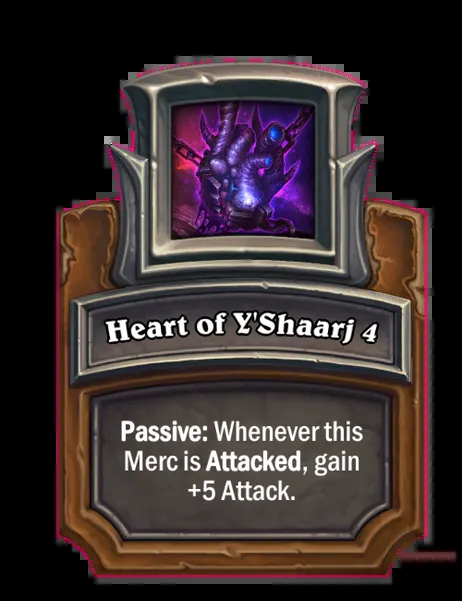 Heart of Y'Shaarj 4
Passive: Whenever this
Merc is Attacked, gain
+5 Attack.